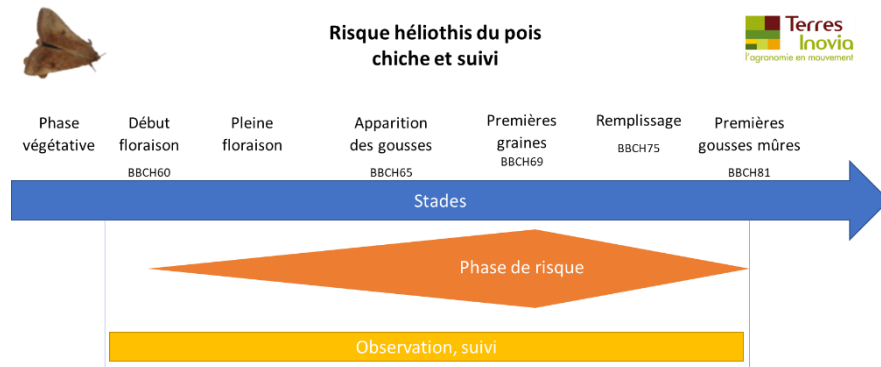 Risque héliothis du pois
chiche et suivi
Terres
Inovia
l'agronomie en mouvement
Phase
végétative
Début
floraison
BBCH60
Pleine
floraison
Apparition
des gousses
BBCH65
Premières
graines
BBCH69
Remplissage
BBCH75
Premières
gousses mûres
BBCH81
Stades
Phase de risque
Observation, suivi